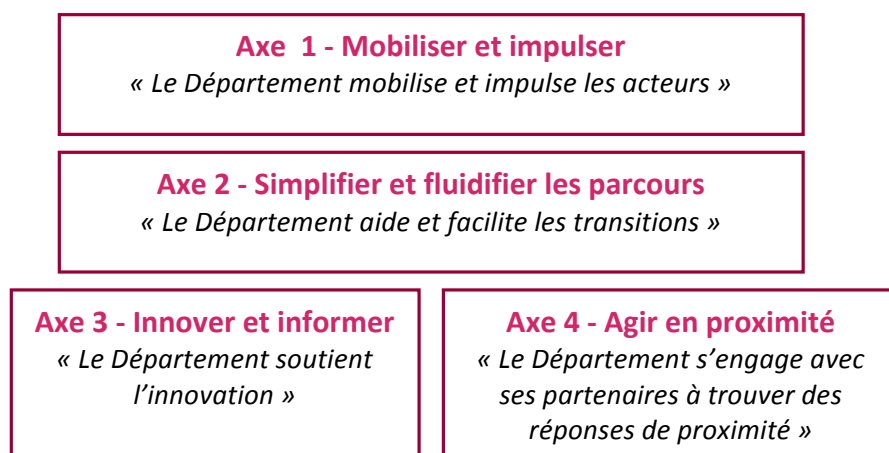 Axe  1 - Mobiliser et impulser
« Le Département mobilise et impulse les acteurs »
Axe 2 - Simplifier et fluidifier les parcours
« Le Département aide et facilite les transitions »
Axe 3 - Innover et informer
« Le Département soutient
l’innovation »
Axe 4 - Agir en proximité
« Le Département s’engage avec
ses partenaires à trouver des
réponses de proximité »